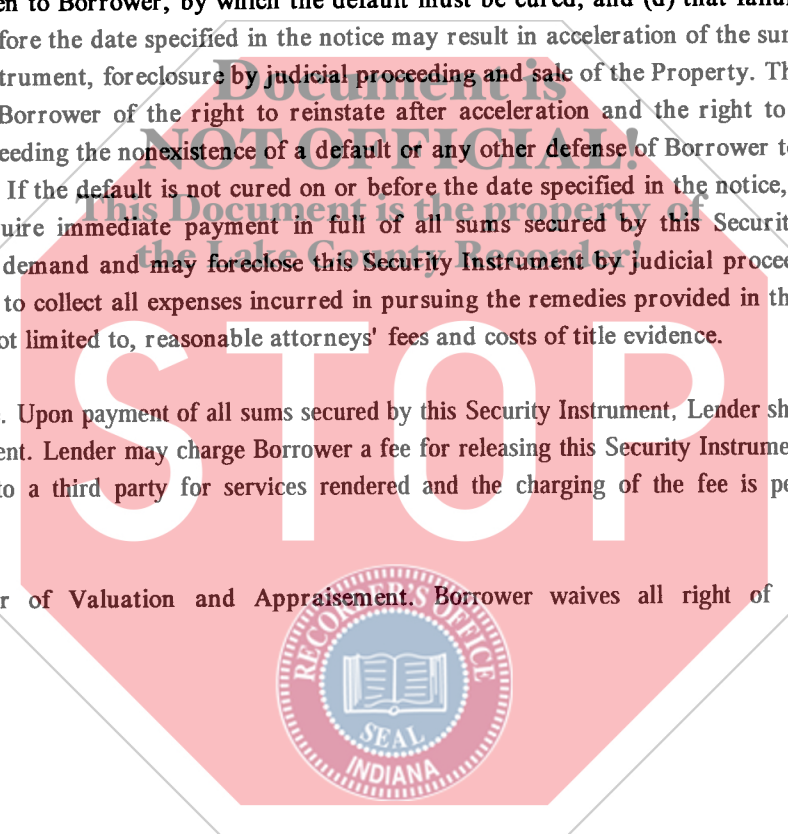 en to Borrower, by which the default must be cured; and (d) that failu
fore the date specified in the notice may result in acceleration of the su
trument, foreclosure by judicial proceeding and sale of the Property. Th
Document is
Borrower of the right to reinstate after acceleration and the right to
NOT OFFICIAL!
eeding the nonexistence of a default or any other defense of Borrower t
If the default is not cured on or before the date specified in the notice,
This Document is the property of
uire immediate payment in full of all sums secured by this Securit
the Lake County Recorder!
demand and may foreclose this Security Instrument by judicial procee
to collect all expenses incurred in pursuing the remedies provided in th
ot limited to, reasonable attorneys' fees and costs of title evidence.
STOP
. Upon payment of all sums secured by this Security Instrument, Lender sh
ent. Lender may charge Borrower a fee for releasing this Security Instrume
to a third party for services rendered and the charging of the fee is pe
r of Valuation and Appraisement. Borrower waives all right of
RECORDER'S OFFICE
SEAL
INDIANA